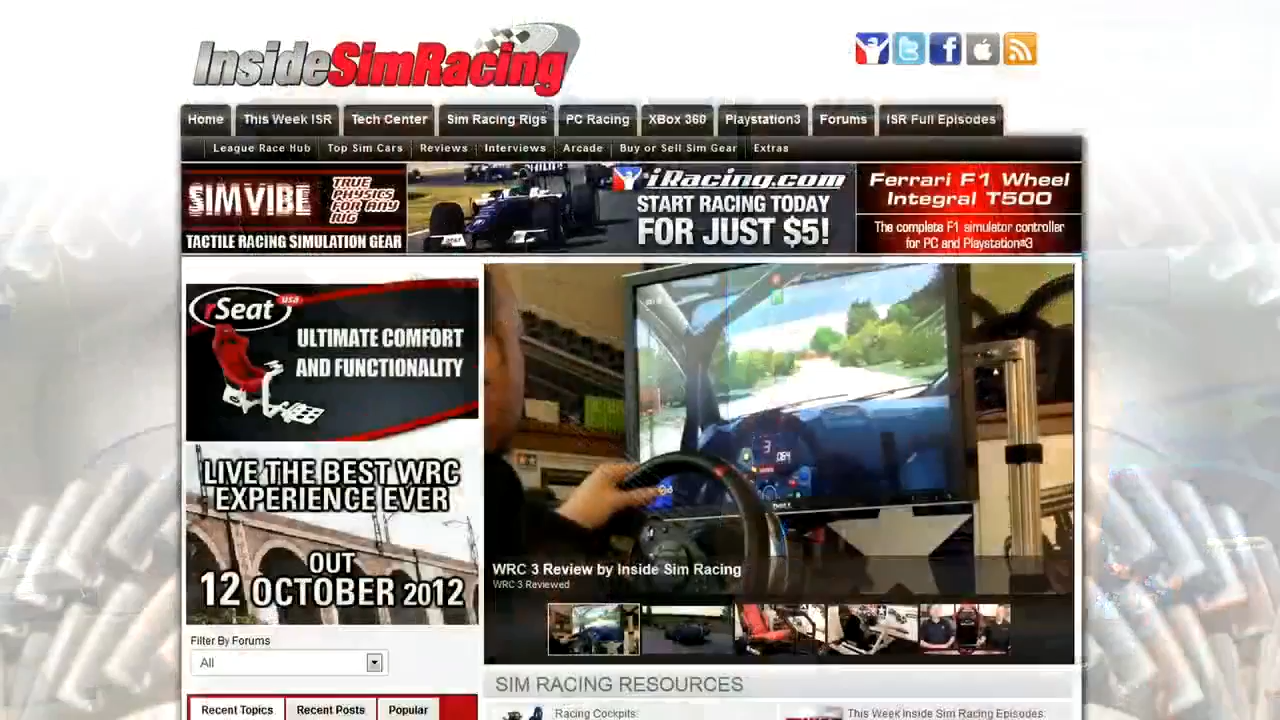 InsideSimRacing
Home This Week ISR Tech Center Sim Racing Rigs PC Racing XBox 360 Playstation3 Forums ISR Full Episodes
League Race Hub Top Sim Cars Reviews Interviews Arcade Buy or Sell Sim Gear Extras
SIMVIBE
TRUE
PHYSICS
FOR ANY
RIG
TACTILE RACING SIMULATION GEAR
iRacing.com
START RACING TODAY
FOR JUST $5!
Ferrari F1 Wheel
Integral T500
The complete F1 simulator controller
for PC and Playstation®3
rSeat usa
ULTIMATE COMFORT
AND FUNCTIONALITY
LIVE THE BEST WRC
EXPERIENCE EVER
OUT
12 OCTOBER 2012
3
064
DELL
WRC 3 Review by Inside Sim Racing
WRC 3 Reviewed
Filter By Forums
All
Recent Topics Recent Posts Popular
SIM RACING RESOURCES
Racing Cockpits:
This Week Inside Sim Racing Episodes: